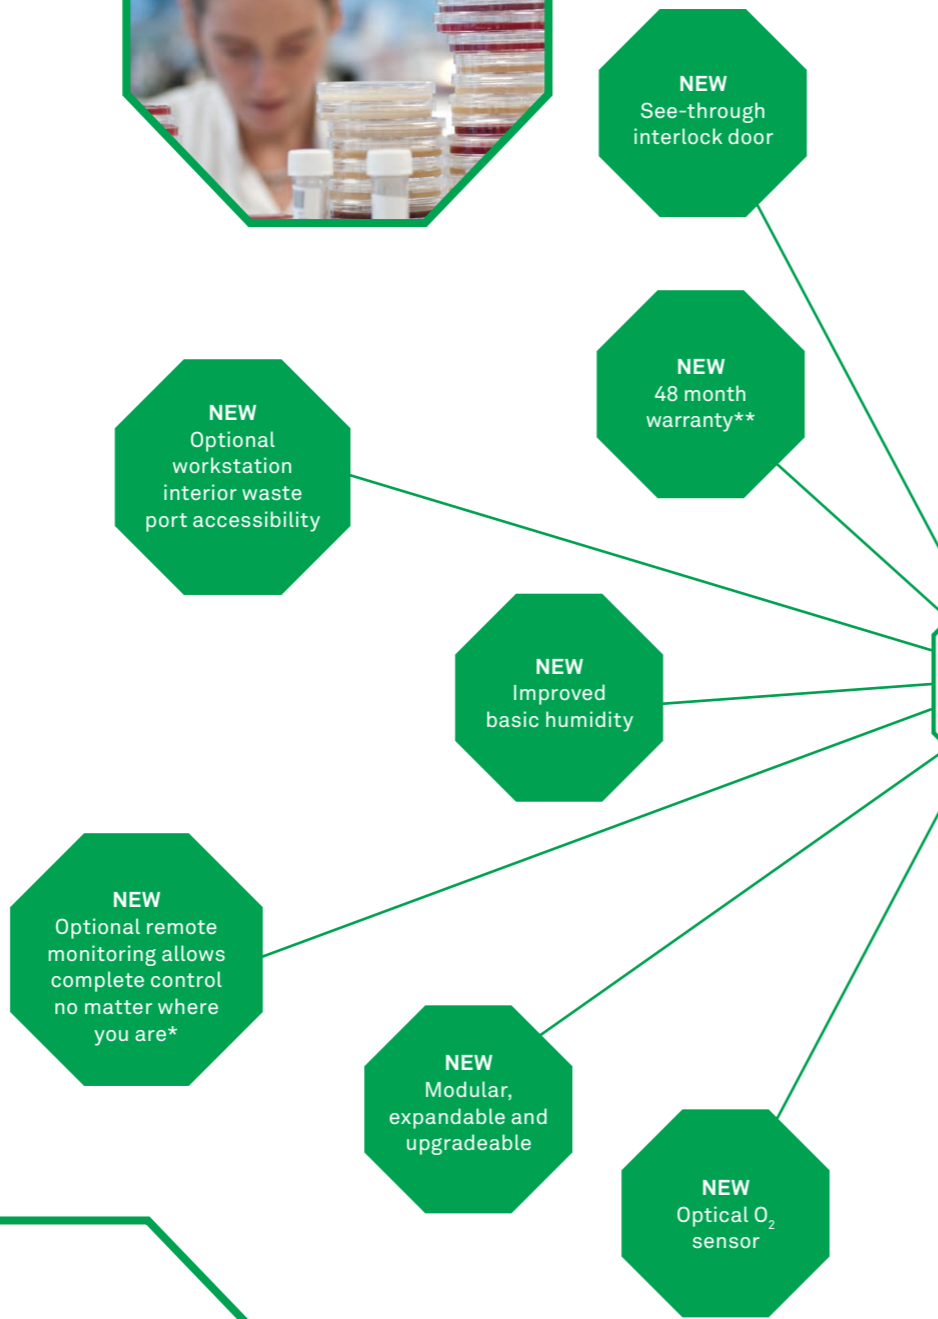 NEW
See-through
interlock door
NEW
48 month
warranty**
NEW
Optional
workstation
interior waste
port accessibility
NEW
Improved
basic humidity
NEW
Optional remote
monitoring allows
complete control
no matter where
you are*
NEW
Modular,
expandable and
upgradeable
NEW
Optical O₂
sensor